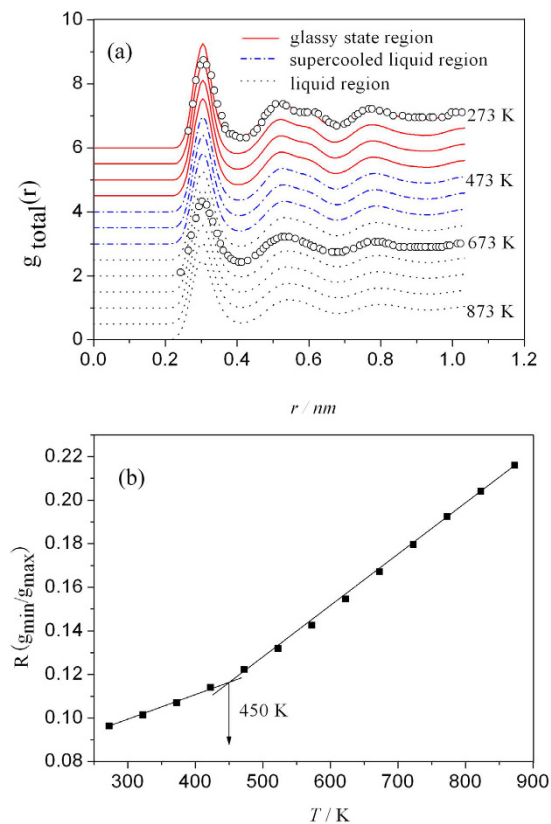 (a)
glassy state region
supercooled liquid region
liquid region
273 K
473 K
673 K
873 K
g total(r)
10
8
6
4
2
0
0.0 0.2 0.4 0.6 0.8 1.0 1.2
r / nm
(b)
R (gmin/gmax)
0.22
0.20
0.18
0.16
0.14
0.12
0.10
0.08
450 K
300 400 500 600 700 800 900
T / K